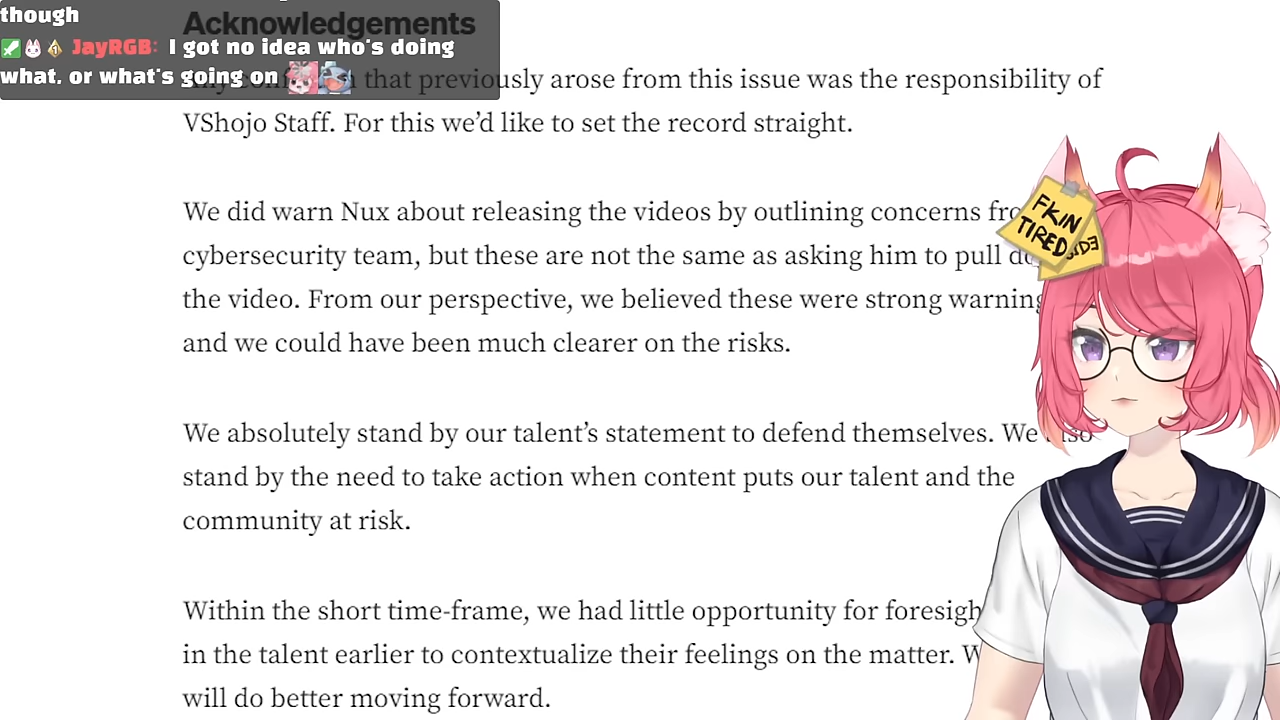 though
JayRGB: I got no idea who's doing
what. or what's going on
Acknowledgements
that previously arose from this issue was the responsibility of
VShojo Staff. For this we’d like to set the record straight.
We did warn Nux about releasing the videos by outlining concerns
cybersecurity team, but these are not the same as asking him to pull
the video. From our perspective, we believed these were strong
and we could have been much clearer on the risks.
We absolutely stand by our talent’s statement to defend themselves. We
stand by the need to take action when content puts our talent and the
community at risk.
Within the short time-frame, we had little opportunity for
in the talent earlier to contextualize their feelings on the matter.
will do better moving forward.
FKIN
TIRED